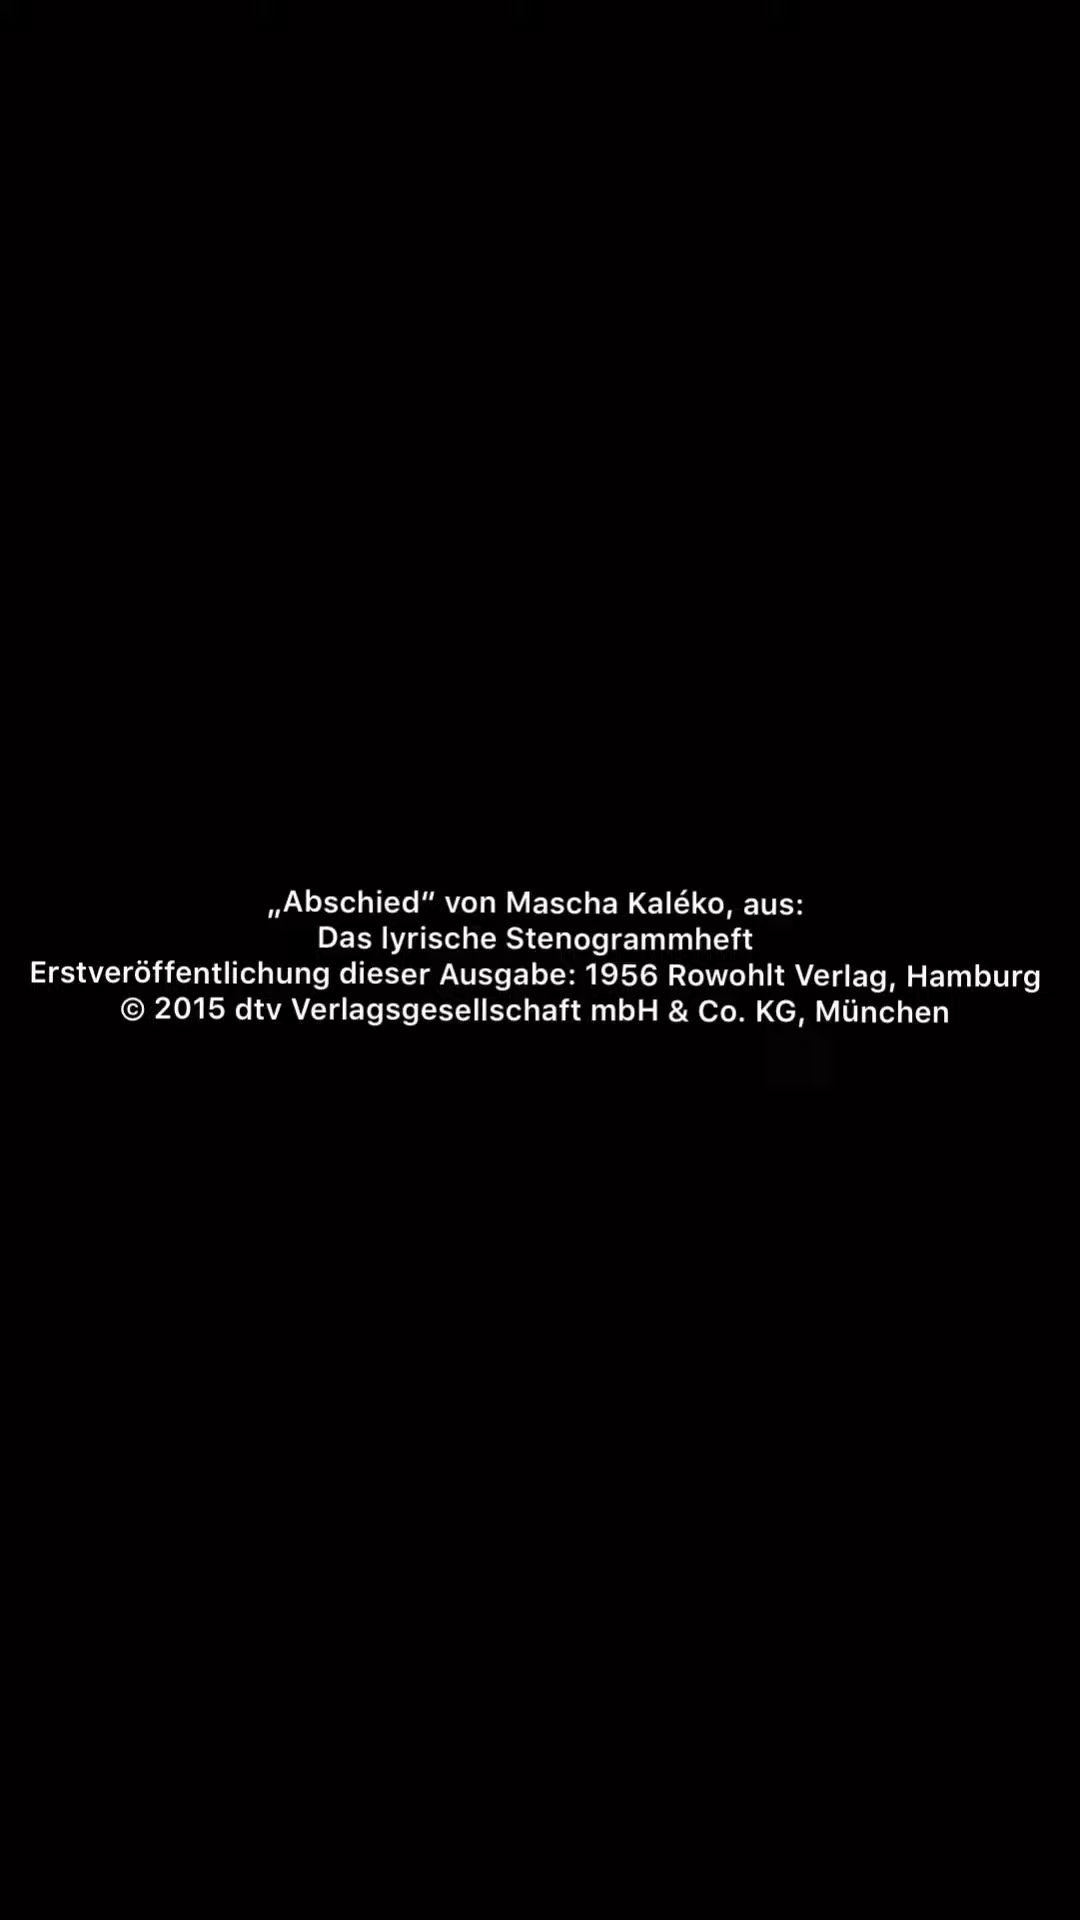 „Abschied“ von Mascha Kaléko, aus:
Das lyrische Stenogrammheft
Erstveröffentlichung dieser Ausgabe: 1956 Rowohlt Verlag, Hamburg
© 2015 dtv Verlagsgesellschaft mbH & Co. KG, München